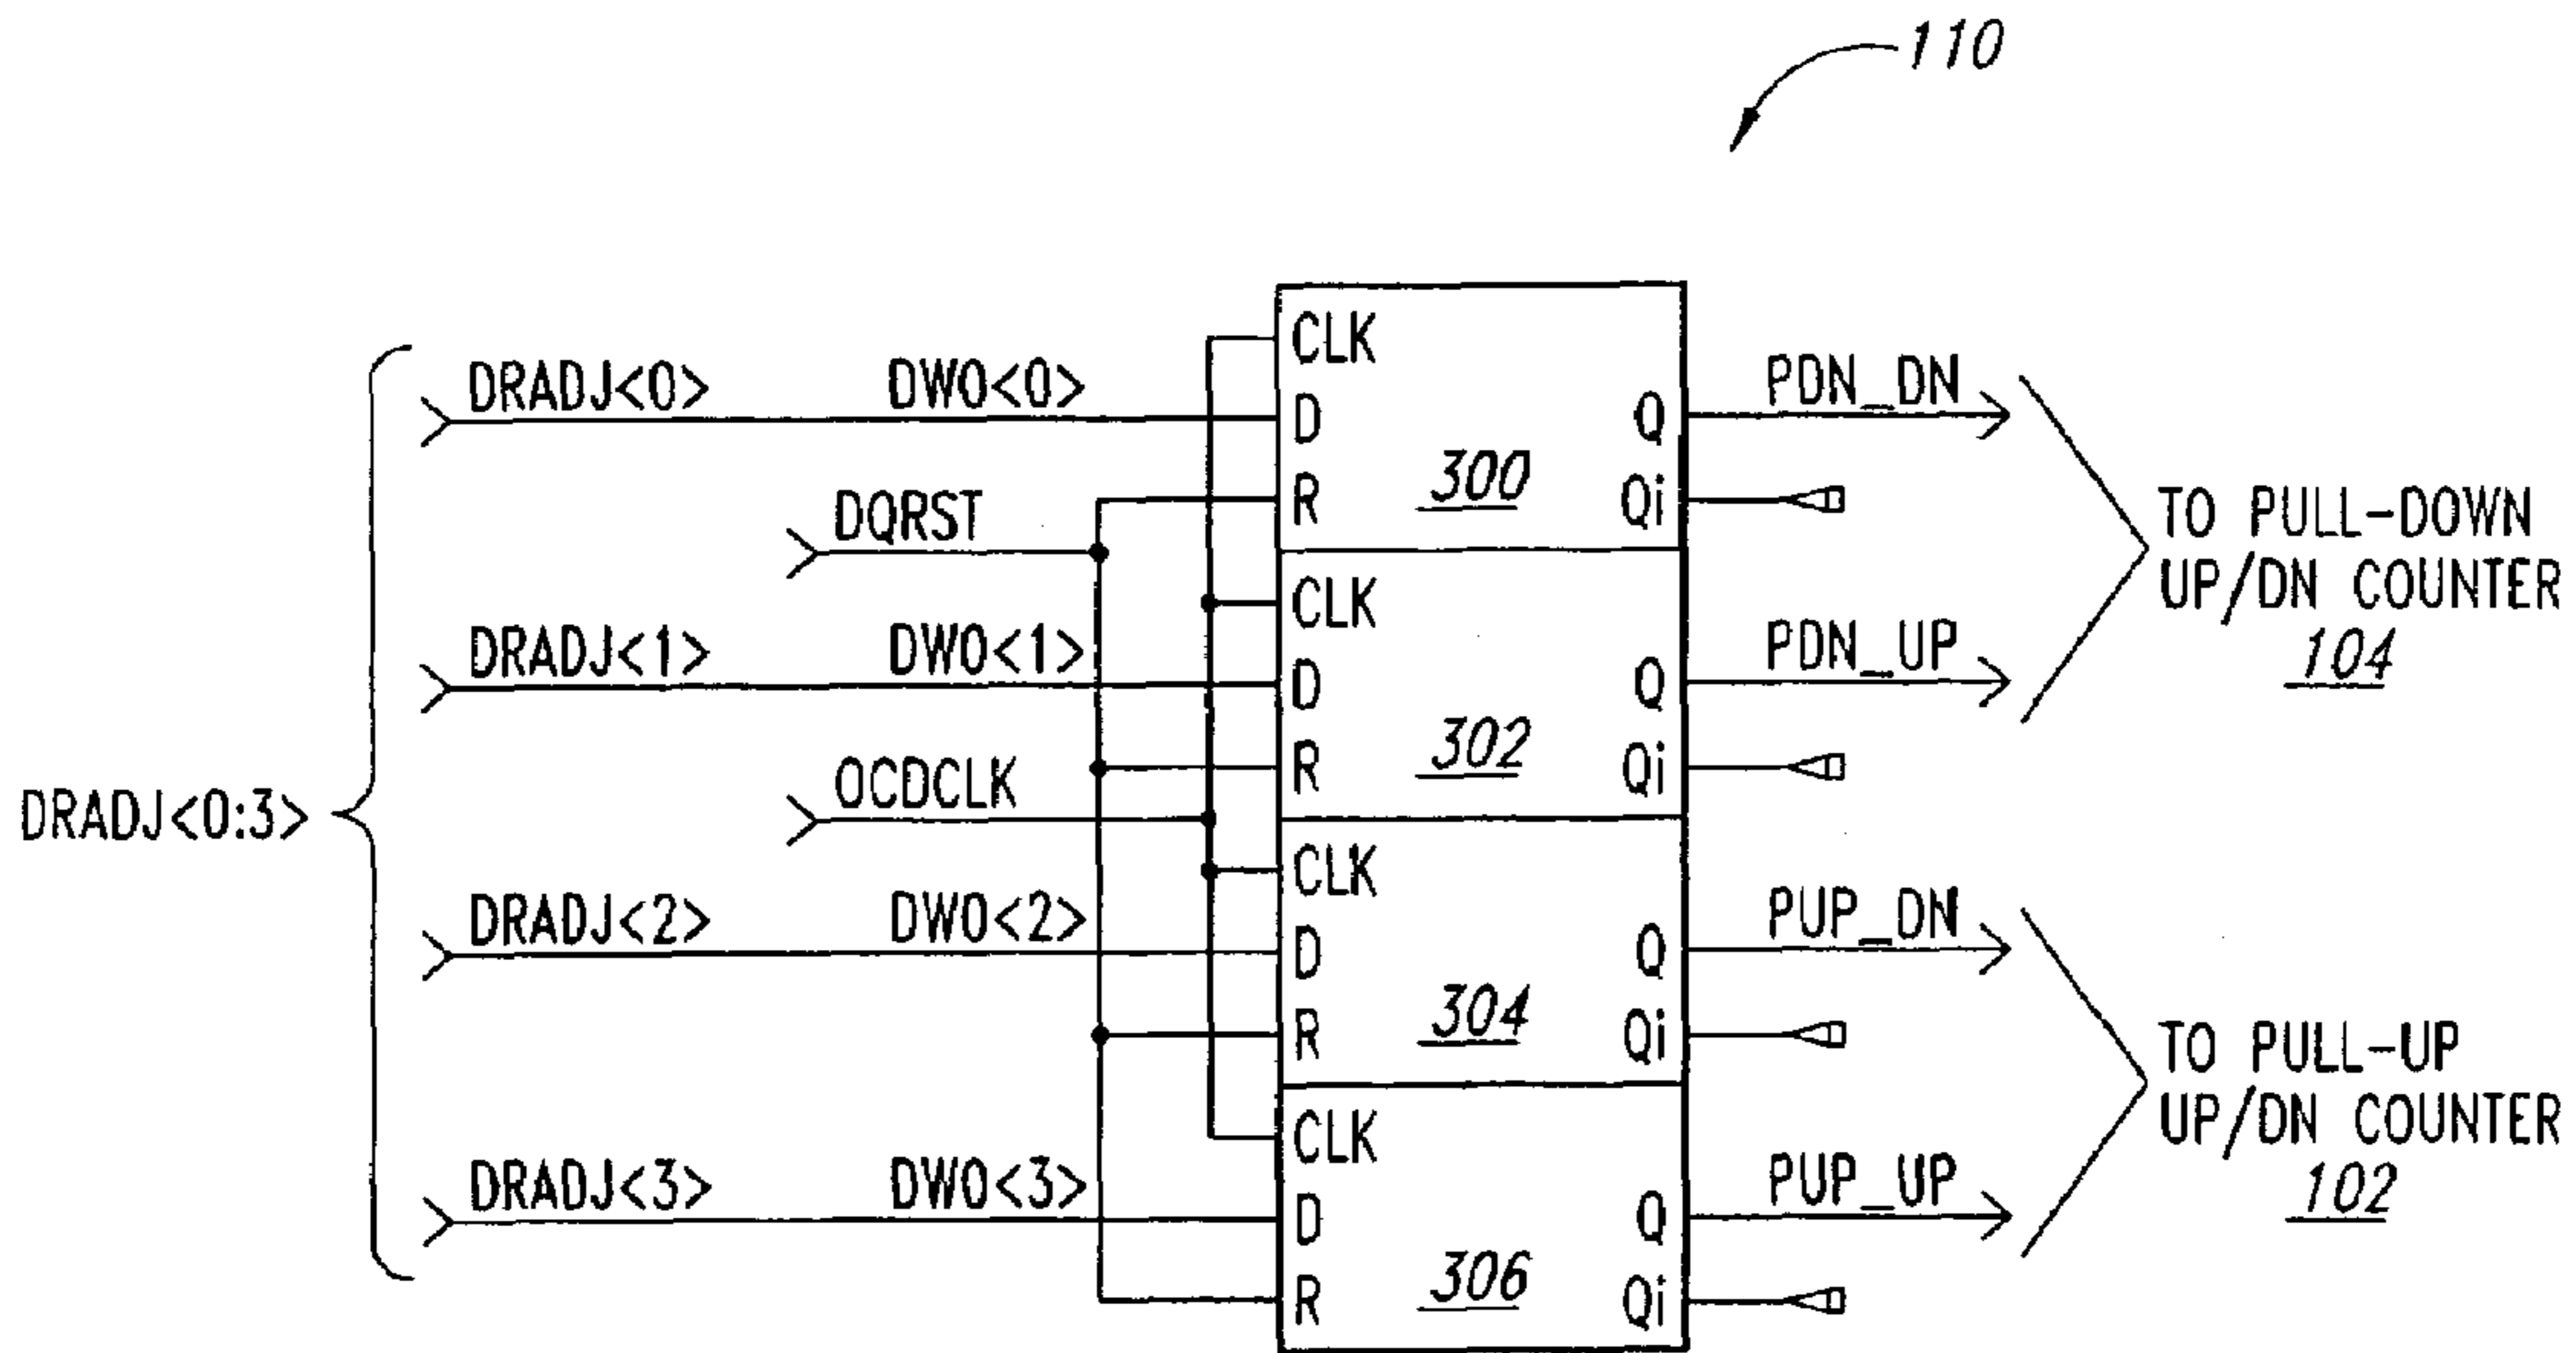 110
DRADJ<0:3>
DRADJ<0> DWO<0>
DQRST
DRADJ<1> DWO<1>
OCDCLK
DRADJ<2> DWO<2>
DRADJ<3> DWO<3>
CLK
D Q
R 300 Qi
CLK
D Q
R 302 Qi
CLK
D Q
R 304 Qi
CLK
D Q
R 306 Qi
PDN_DN
PDN_UP
PUP_DN
PUP_UP
TO PULL-DOWN
UP/DN COUNTER
104
TO PULL-UP
UP/DN COUNTER
102